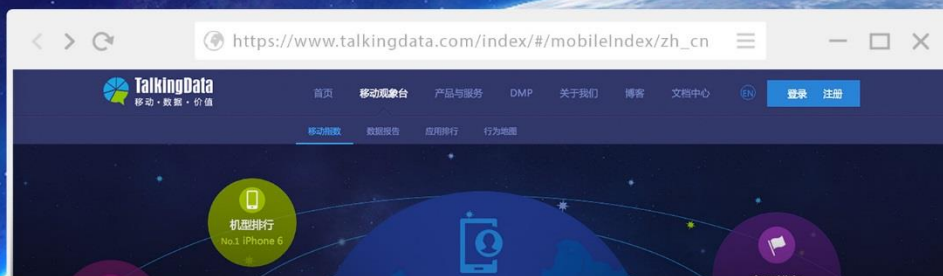 https://www.talkingdata.com/index/#/mobileIndex/zh_cn
TalkingData
移动·数据·价值
首页 移动观象台 产品与服务 DMP 关于我们 博客 文档中心 EN 登录 注册
移动指数 数据报告 应用排行 行为地图
机型排行
No.1 iPhone 6